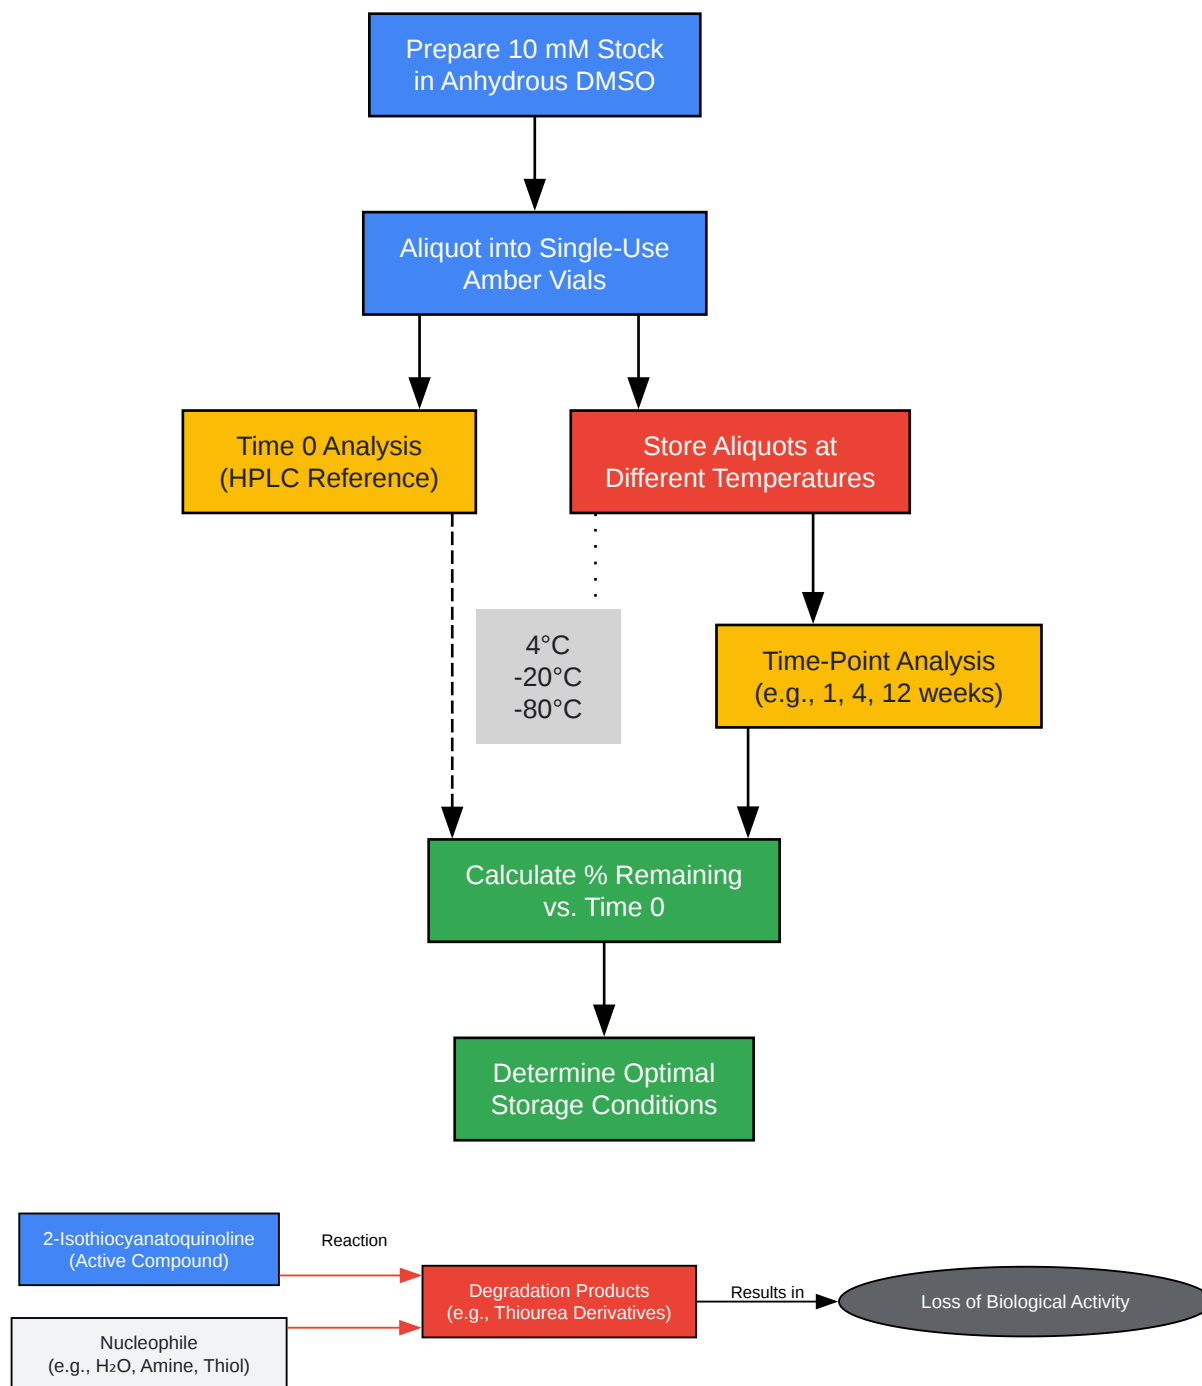 Prepare 10 mM Stock
in Anhydrous DMSO
Aliquot into Single-Use
Amber Vials
Time 0 Analysis
(HPLC Reference)
Store Aliquots at
Different Temperatures
4°C
-20°C
-80°C
Time-Point Analysis
(e.g., 1, 4, 12 weeks)
Calculate % Remaining
vs. Time 0
Determine Optimal
Storage Conditions
2-Isothiocyanatoquinoline
(Active Compound)
Reaction
Nucleophile
(e.g., H₂O, Amine, Thiol)
Degradation Products
(e.g., Thiourea Derivatives)
Results in
Loss of Biological Activity